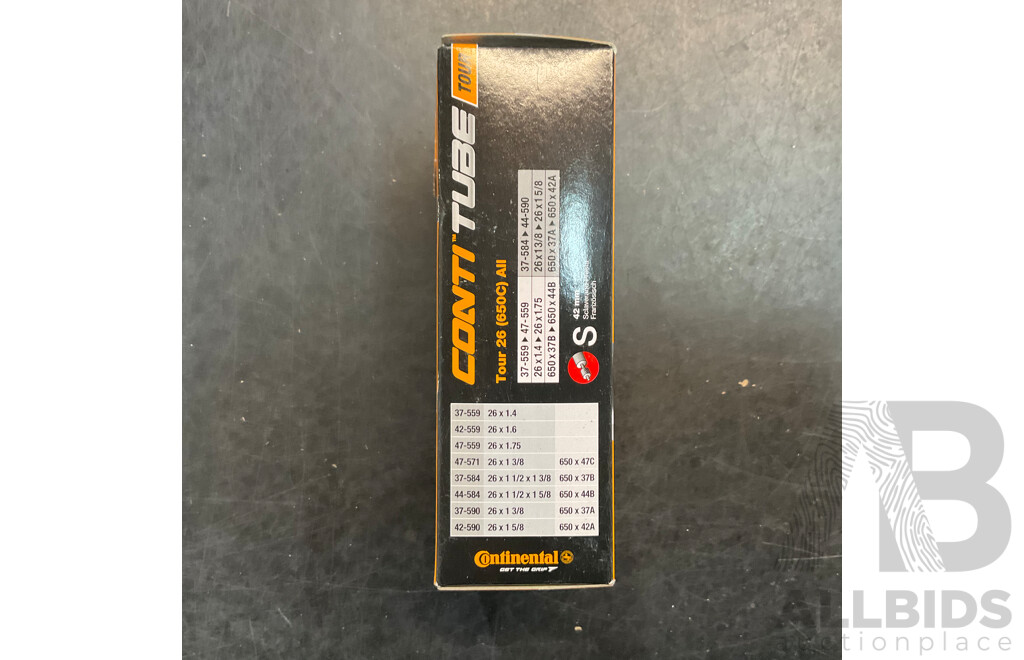 CONTI™ TUBE TOUR
Tour 26 (650C) All
37-559 ▶ 47-559 37-584 ▶ 44-590
26 x 1.4 ▶ 26 x 1.75 26 x 13/8 ▶ 26 x 1 5/8
650 x 37B ▶ 650 x 44B 650 x 37A ▶ 650 x 42A
S 42 mm
Französisch
37-559 26 x 1.4
42-559 26 x 1.6
47-559 26 x 1.75
47-571 26 x 1 3/8 650 x 47C
37-584 26 x 1 1/2 x 1 3/8 650 x 37B
44-584 26 x 1 1/2 x 1 5/8 650 x 44B
37-590 26 x 1 3/8 650 x 37A
42-590 26 x 1 5/8 650 x 42A
Continental
GET THE GRIP
AB
ALLBIDS
auctionplace